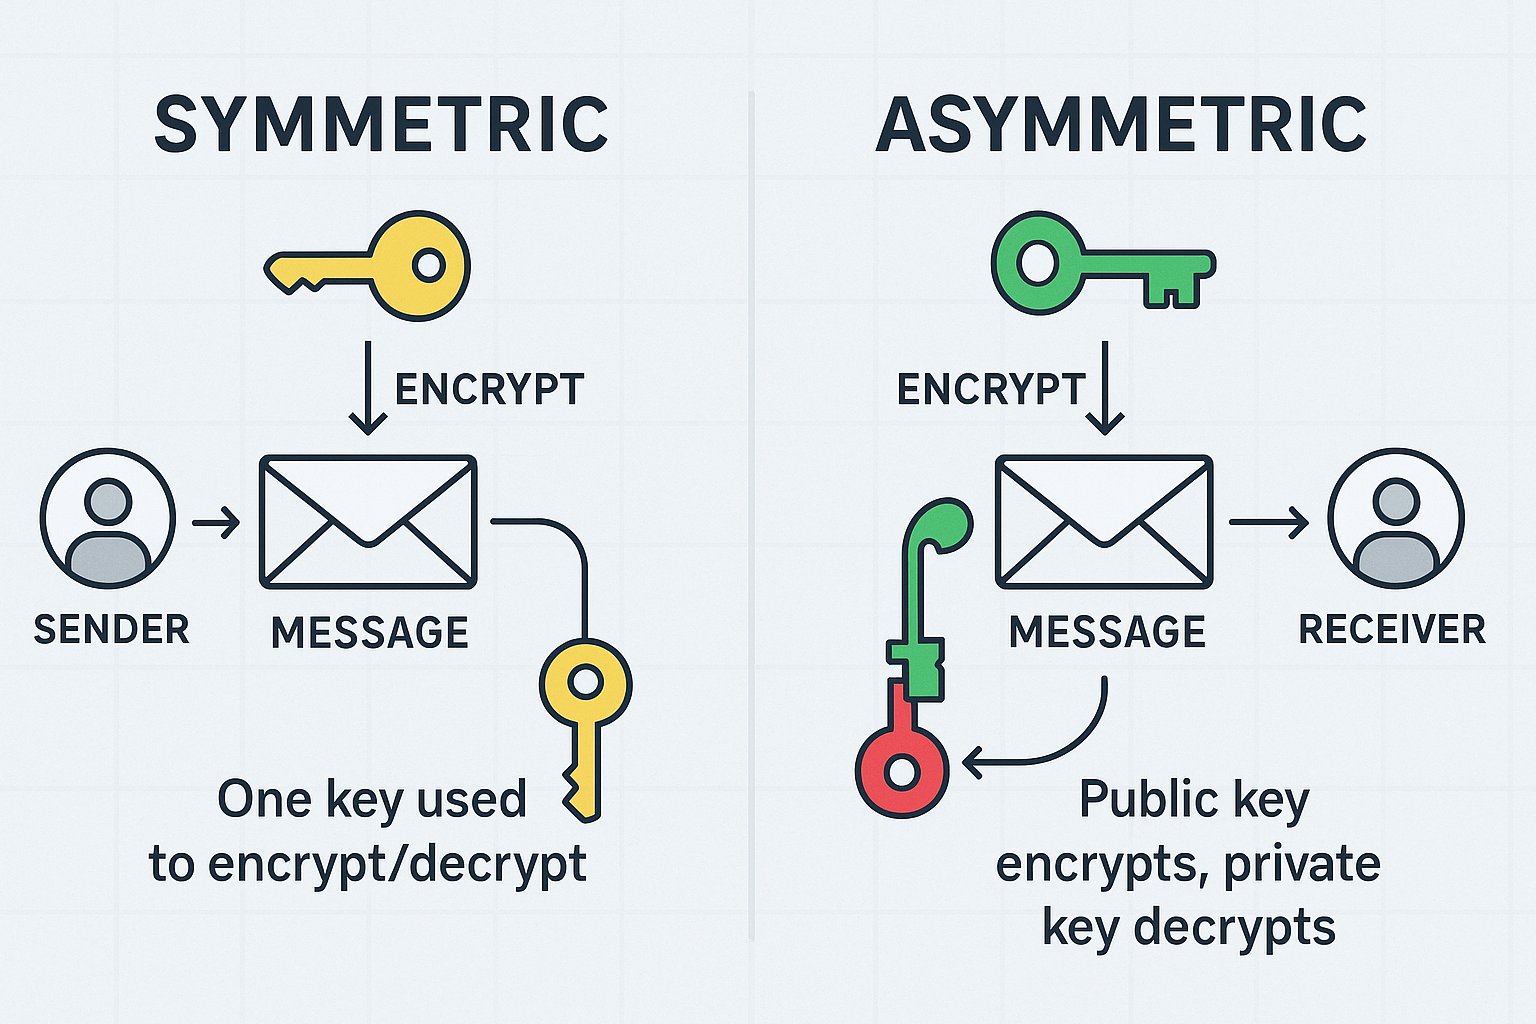 SYMMETRIC
ENCRYPT
SENDER
MESSAGE
One key used
to encrypt/decrypt
ASYMMETRIC
ENCRYPT
MESSAGE
RECEIVER
Public key
encrypts, private
key decrypts